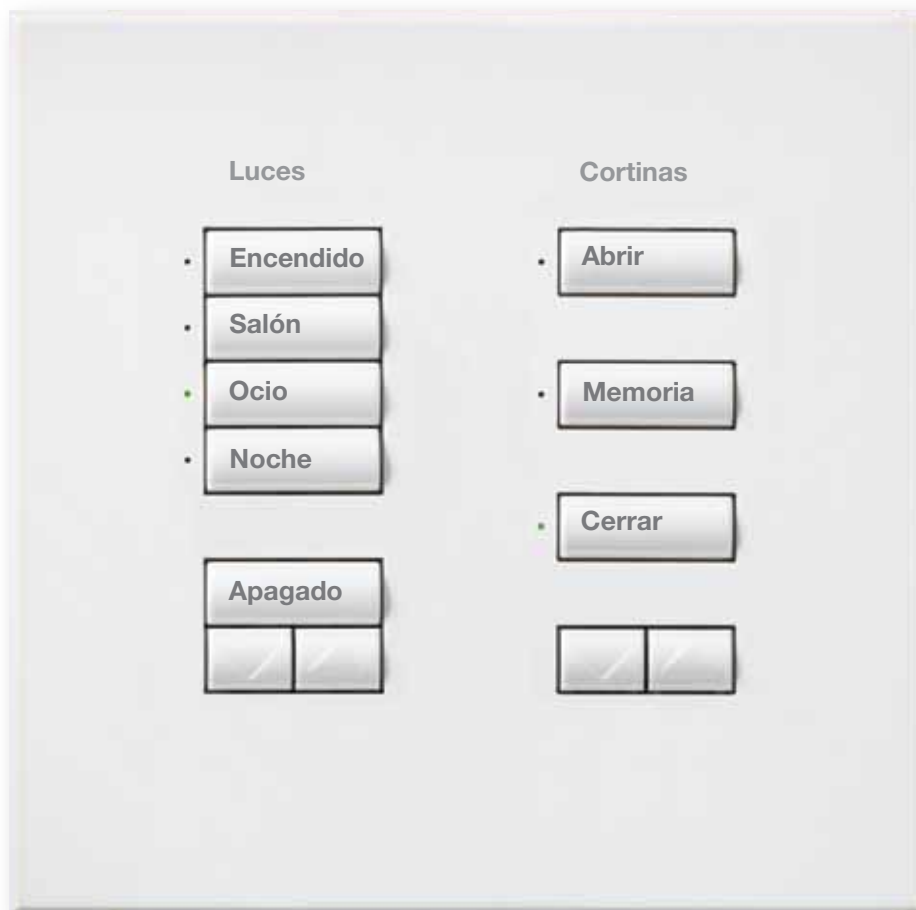 Luces
Encendido
Salón
Ocio
Noche
Apagado
Cortinas
Abrir
Memoria
Cerrar